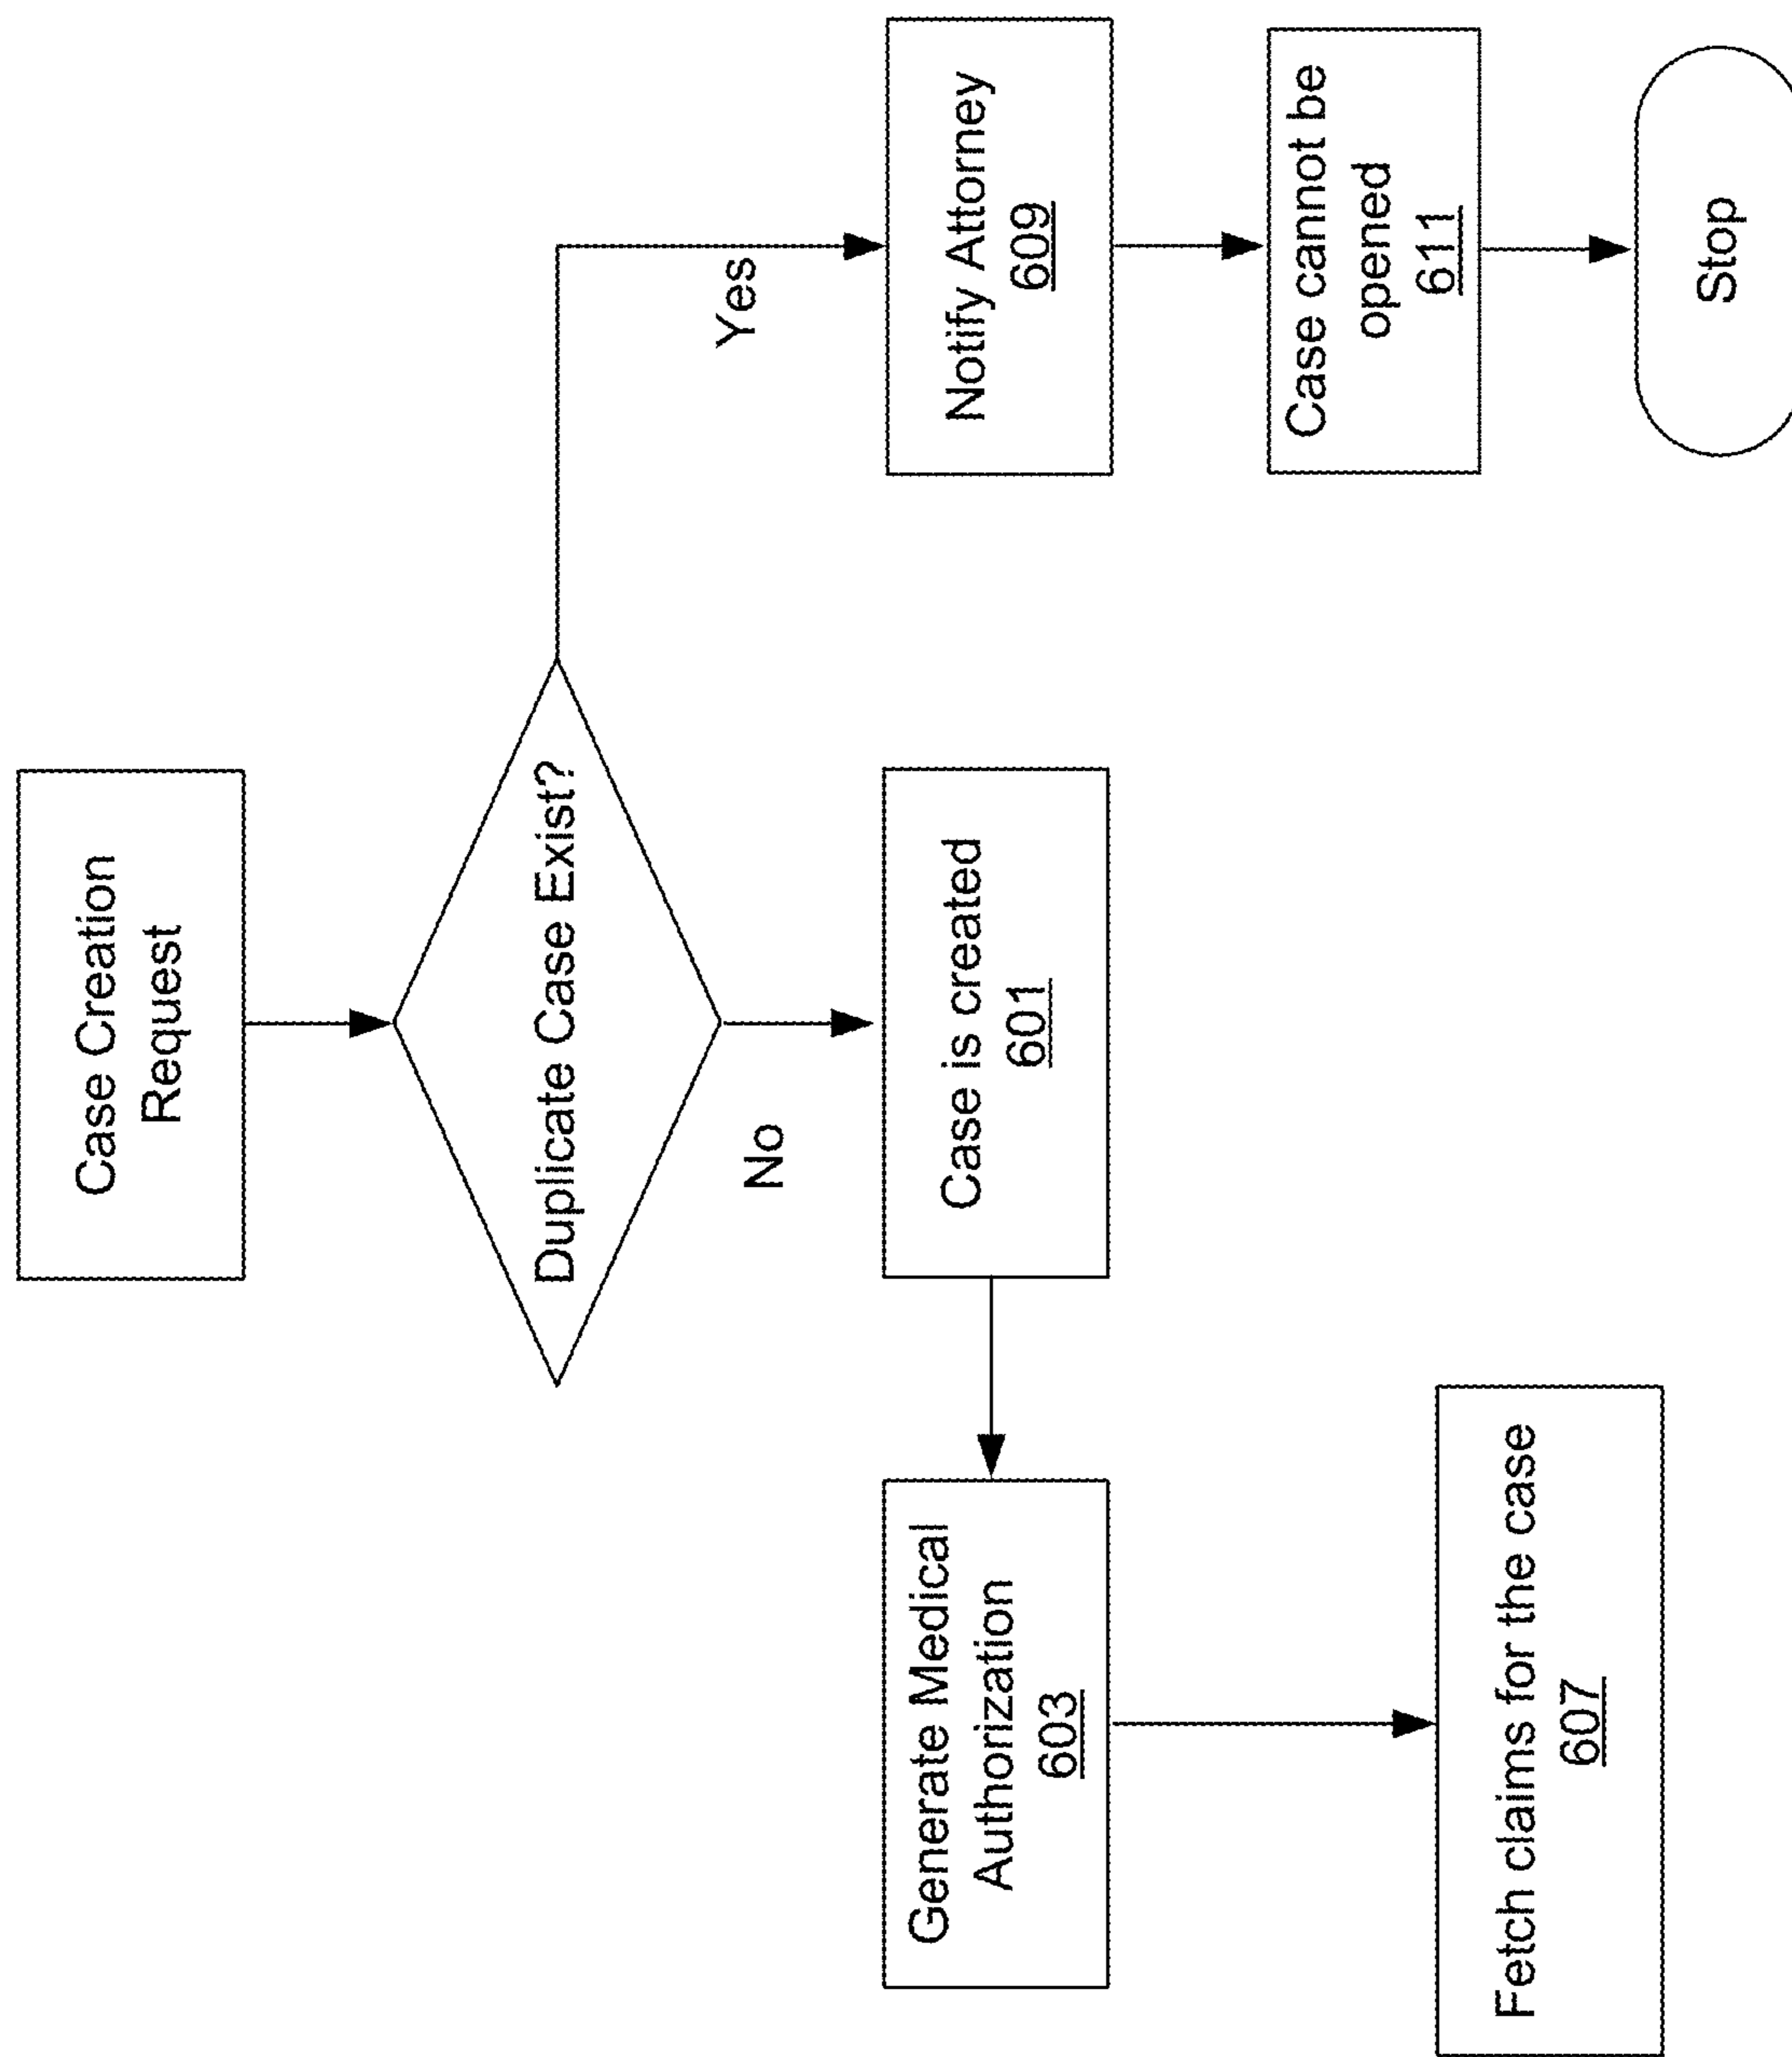 Case Creation
Request
Duplicate Case Exist?
Yes
No
Notify Attorney
609
Case is created
601
Generate Medical
Authorization
603
Case cannot be
opened
611
Fetch claims for the case
607
Stop